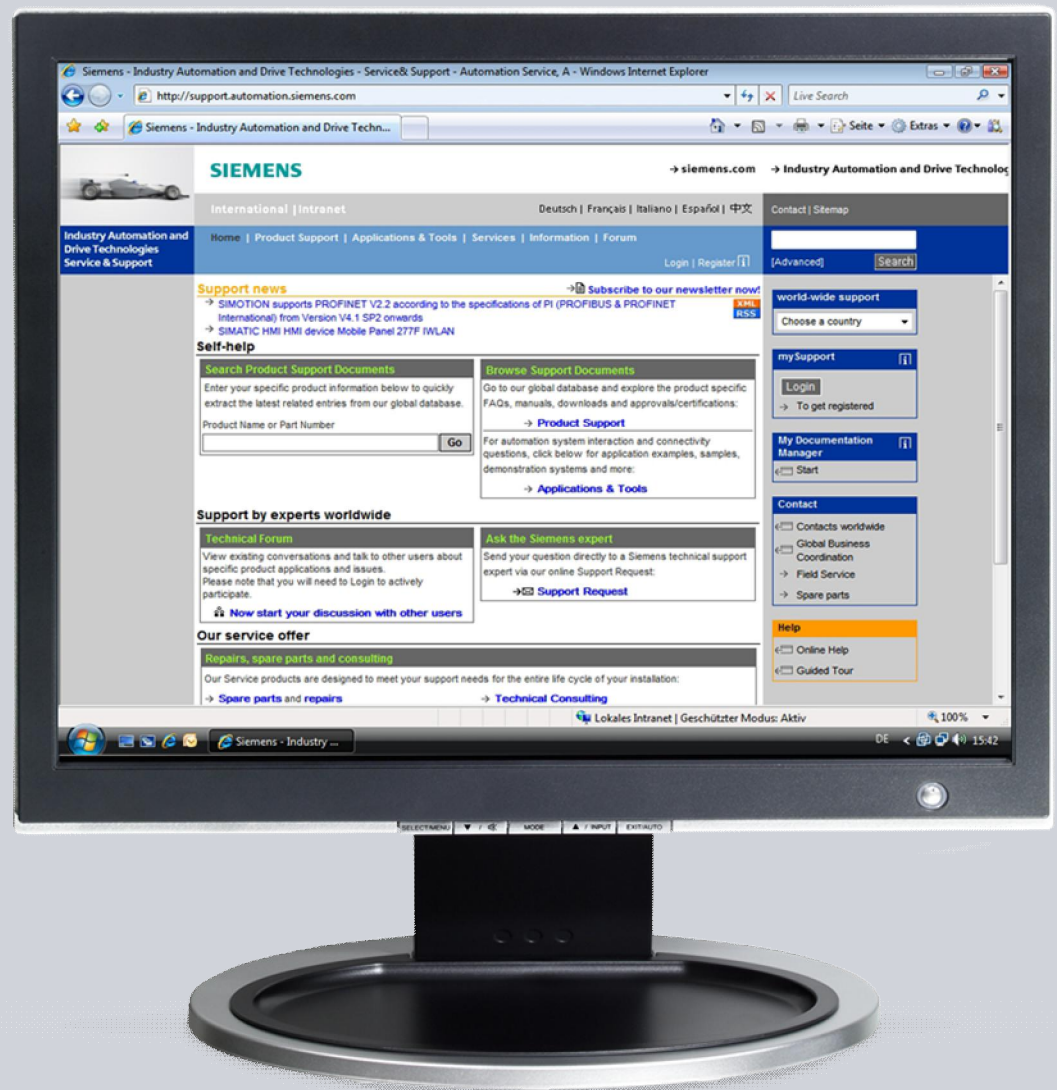 Siemens - Industry Automation and Drive Technologies - Service& Support - Automation Service, A - Windows Internet Explorer
http://support.automation.siemens.com
Live Search
Siemens - Industry Automation and Drive Techn...
Seite
Extras
SIEMENS
siemens.com
Industry Automation and Drive Technolog
International |Intranet
Deutsch | Français | Italiano | Español | 中文
Contact | Sitemap
Industry Automation and
Drive Technologies
Service & Support
Home | Product Support | Applications & Tools | Services | Information | Forum
Login | Register
[Advanced]
Search
Support news
Subscribe to our newsletter now!
SIMOTION supports PROFINET V2.2 according to the specifications of PI (PROFIBUS & PROFINET
International) from Version V4.1 SP2 onwards
XML
RSS
SIMATIC HMI HMI device Mobile Panel 277F IWLAN
Self-help
Search Product Support Documents
Enter your specific product information below to quickly
extract the latest related entries from our global database.
Product Name or Part Number
Go
Browse Support Documents
Go to our global database and explore the product specific
FAQs, manuals, downloads and approvals/certifications:
Product Support
For automation system interaction and connectivity
questions, click below for application examples, samples,
demonstration systems and more:
Applications & Tools
Support by experts worldwide
Technical Forum
View existing conversations and talk to other users about
specific product applications and issues.
Please note that you will need to Login to actively
participate.
Now start your discussion with other users
Ask the Siemens expert
Send your question directly to a Siemens technical support
expert via our online Support Request:
Support Request
Our service offer
Repairs, spare parts and consulting
Our Service products are designed to meet your support needs for the entire life cycle of your installation:
Spare parts and repairs
Technical Consulting
world-wide support
Choose a country
mySupport
Login
To get registered
My Documentation
Manager
Start
Contact
Contacts worldwide
Global Business
Coordination
Field Service
Spare parts
Help
Online Help
Guided Tour
Lokales Intranet | Geschützter Modus: Aktiv
100%
Siemens - Industry ...
DE
15:42
SELECT/MENU
MODE
/ INPUT
EXIT/AUTO